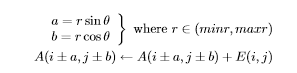 a = r sin θ
b = r cos θ } where r ∈ (minr, maxr)
A(i ± a, j ± b) ← A(i ± a, j ± b) + E(i, j)